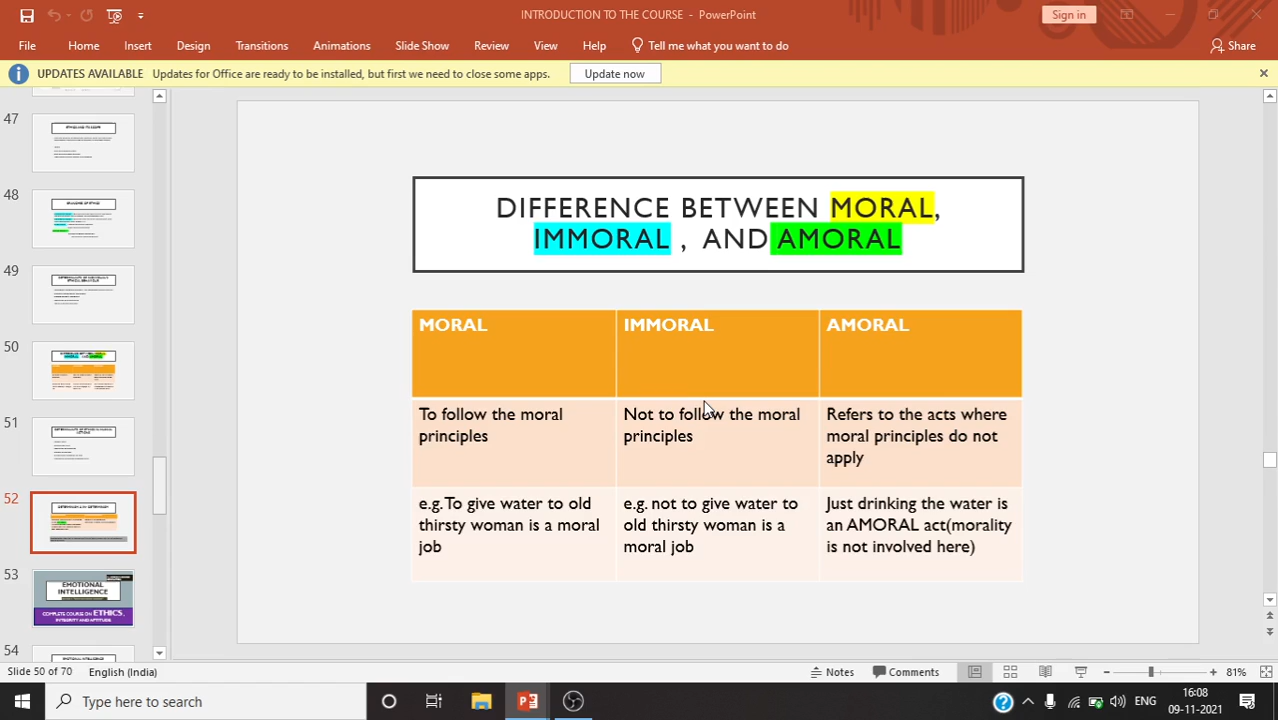 INTRODUCTION TO THE COURSE - PowerPoint
Sign in
File Home Insert Design Transitions Animations Slide Show Review View Help Tell me what you want to do Share
UPDATES AVAILABLE Updates for Office are ready to be installed, but first we need to close some apps. Update now
47
48
49
50
51
52
53
EMOTIONAL
INTELLIGENCE
COMPLETE COURSE ON ETHICS,
INTEGRITY AND APTITUDE
54
DIFFERENCE BETWEEN MORAL,
IMMORAL , AND AMORAL
MORAL
IMMORAL
AMORAL
To follow the moral
principles
Not to follow the moral
principles
Refers to the acts where
moral principles do not
apply
e.g.To give water to old
thirsty woman is a moral
job
e.g. not to give water to
old thirsty woman is a
moral job
Just drinking the water is
an AMORAL act(morality
is not involved here)
Slide 50 of 70 English (India) Notes Comments 81%
Type here to search
ENG
16:08
09-11-2021